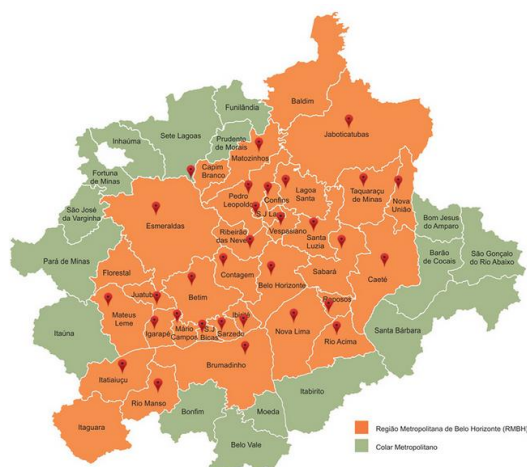 Baldim
Funilândia
Jaboticatubas
Sete Lagoas
Prudente
de Morais
Inhaúma
Matozinhos
Capim
Branco
Fortuna
de Minas
Pedro
Leopoldo
Confins
Lagoa
Santa
Taquaraçu
de Minas
Nova
União
São José
da Varginha
Esmeraldas
Vespasiano
Bom Jesus
do Amparo
Ribeirão
das Neves
Santa
Luzia
Pará de Minas
Florestal
Contagem
Sabará
Caeté
Barão
de Cocais
São Gonçalo
do Rio Abaixo
Betim
Belo Horizonte
Juatuba
Mateus
Leme
Igarapé
Mário
Campos
S.J
Bicas
Sarzedo
Nova Lima
Rio Acima
Santa Bárbara
Itaúna
Brumadinho
Itatiaiuçu
Rio Manso
Itabirito
Itaguara
Bonfim
Moeda
Belo Vale
Região Metropolitana de Belo Horizonte (RMBH)
Colar Metropolitano